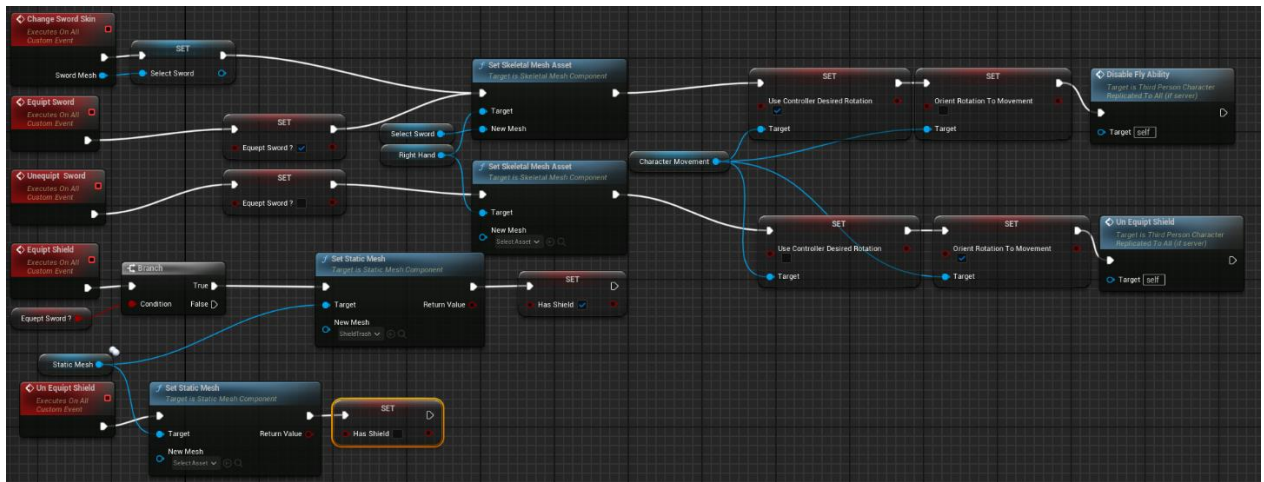 Change Sword Skin
Executes On All
Custom Event
Sword Mesh
SET
Select Sword
Equipt Sword
Executes On All
Custom Event
SET
Equept Sword ?
Unequipt Sword
Executes On All
Custom Event
SET
Equept Sword ?
Select Sword
Right Hand
Set Skeletal Mesh Asset
Target is Skeletal Mesh Component
Target
New Mesh
Set Skeletal Mesh Asset
Target is Skeletal Mesh Component
Target
New Mesh
Select Asset
Character Movement
SET
Use Controller Desired Rotation
Target
SET
Orient Rotation To Movement
Target
Disable Fly Ability
Target is Third Person Character
Replicated To All (if server)
Target self
SET
Use Controller Desired Rotation
Target
SET
Orient Rotation To Movement
Target
Un Equipt Shield
Target is Third Person Character
Replicated To All (if server)
Target self
Equipt Shield
Executes On All
Custom Event
Equept Sword ?
Branch
True
Condition
False
Set Static Mesh
Target is Static Mesh Component
Target
Return Value
New Mesh
ShieldTrash
SET
Has Shield
Static Mesh
Un Equipt Shield
Executes On All
Custom Event
Set Static Mesh
Target is Static Mesh Component
Target
Return Value
New Mesh
Select Asset
SET
Has Shield